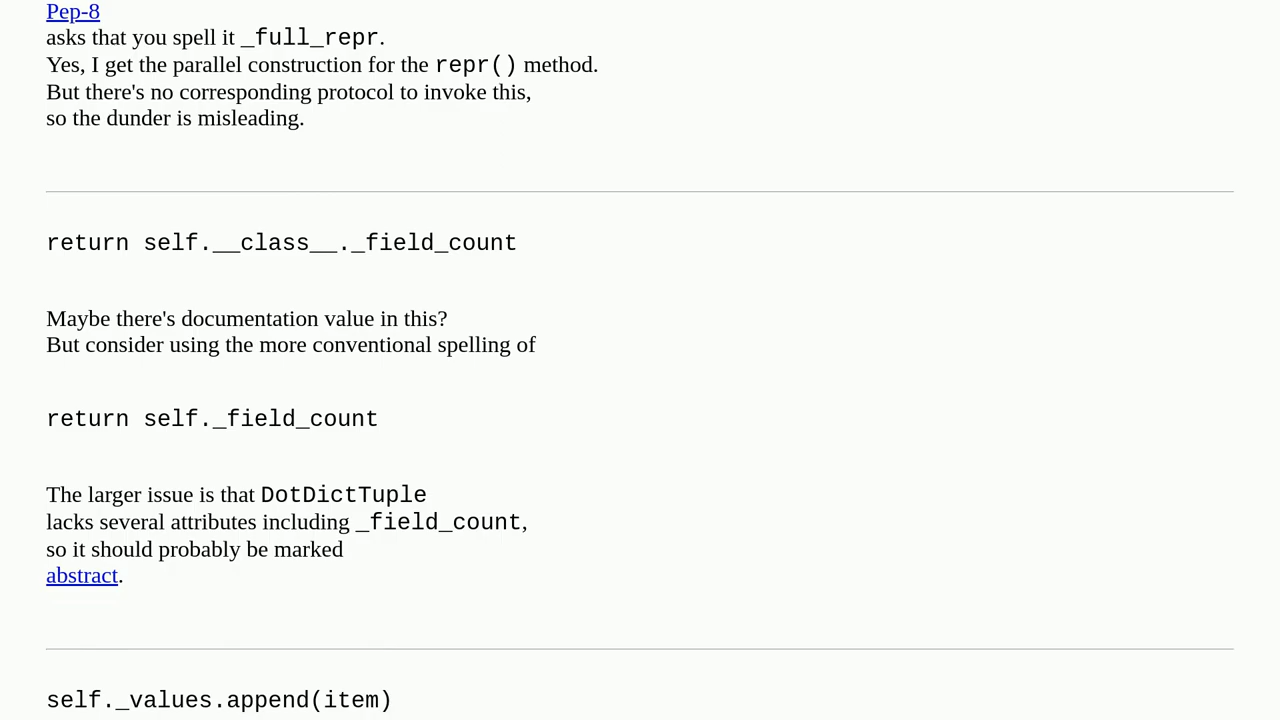 Pep-8
asks that you spell it _full_repr.
Yes, I get the parallel construction for the repr() method.
But there's no corresponding protocol to invoke this,
so the dunder is misleading.
return self.__class__._field_count
Maybe there's documentation value in this?
But consider using the more conventional spelling of
return self._field_count
The larger issue is that DotDictTuple
lacks several attributes including _field_count,
so it should probably be marked
abstract.
self._values.append(item)